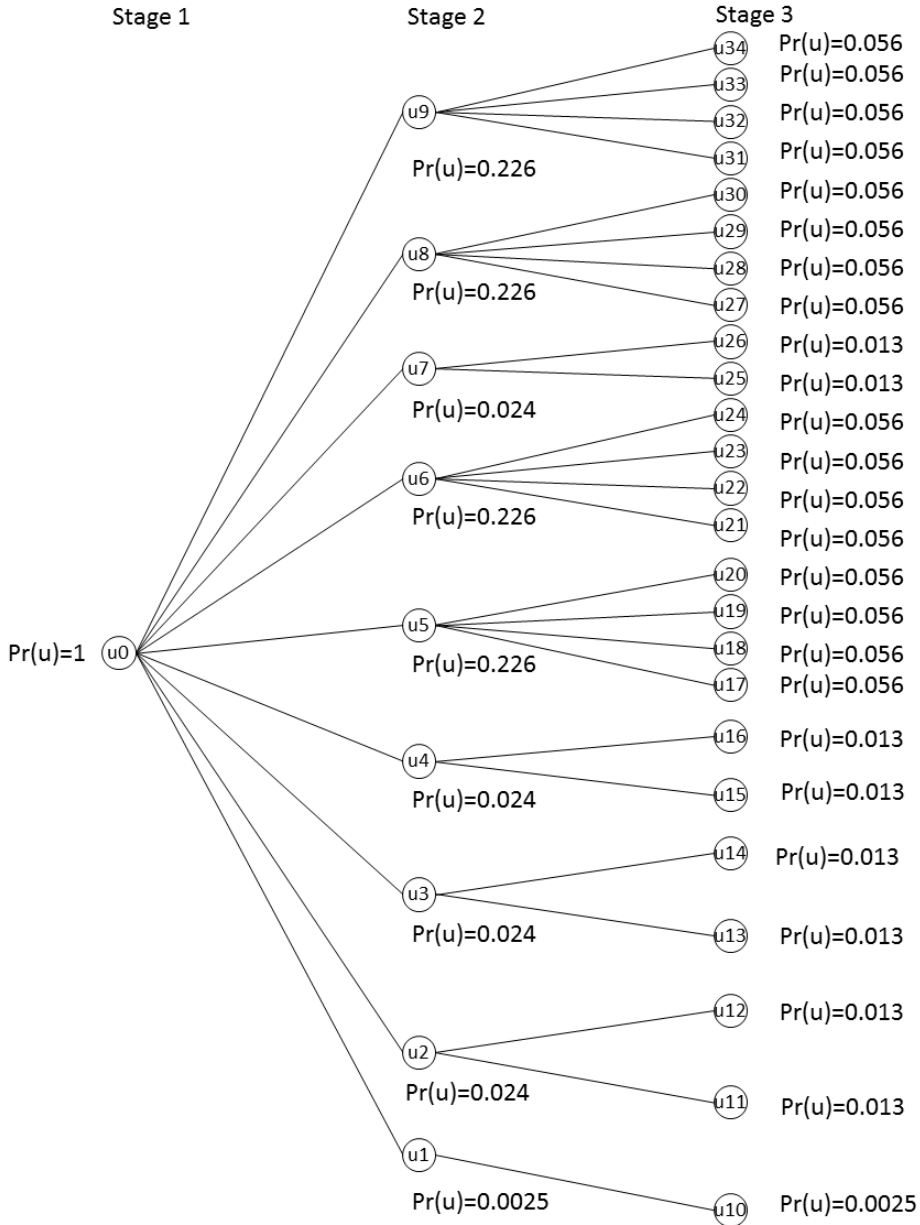 Stage 1 Stage 2 Stage 3
u34 Pr(u)=0.056
u33 Pr(u)=0.056
u9 u32 Pr(u)=0.056
u31 Pr(u)=0.056
Pr(u)=0.226
u30 Pr(u)=0.056
u29 Pr(u)=0.056
u8 u28 Pr(u)=0.056
Pr(u)=0.226
u27 Pr(u)=0.056
u26 Pr(u)=0.013
u7 u25 Pr(u)=0.013
Pr(u)=0.024
u24 Pr(u)=0.056
u23 Pr(u)=0.056
u6 u22 Pr(u)=0.056
Pr(u)=0.226
u21 Pr(u)=0.056
u20 Pr(u)=0.056
u5 u19 Pr(u)=0.056
Pr(u)=1 u0 u18 Pr(u)=0.056
Pr(u)=0.226
u17 Pr(u)=0.056
u16 Pr(u)=0.013
u4
Pr(u)=0.024
u15 Pr(u)=0.013
u14 Pr(u)=0.013
u3
Pr(u)=0.024
u13 Pr(u)=0.013
u12 Pr(u)=0.013
u2
Pr(u)=0.024
u11 Pr(u)=0.013
u1
Pr(u)=0.0025
u10 Pr(u)=0.0025